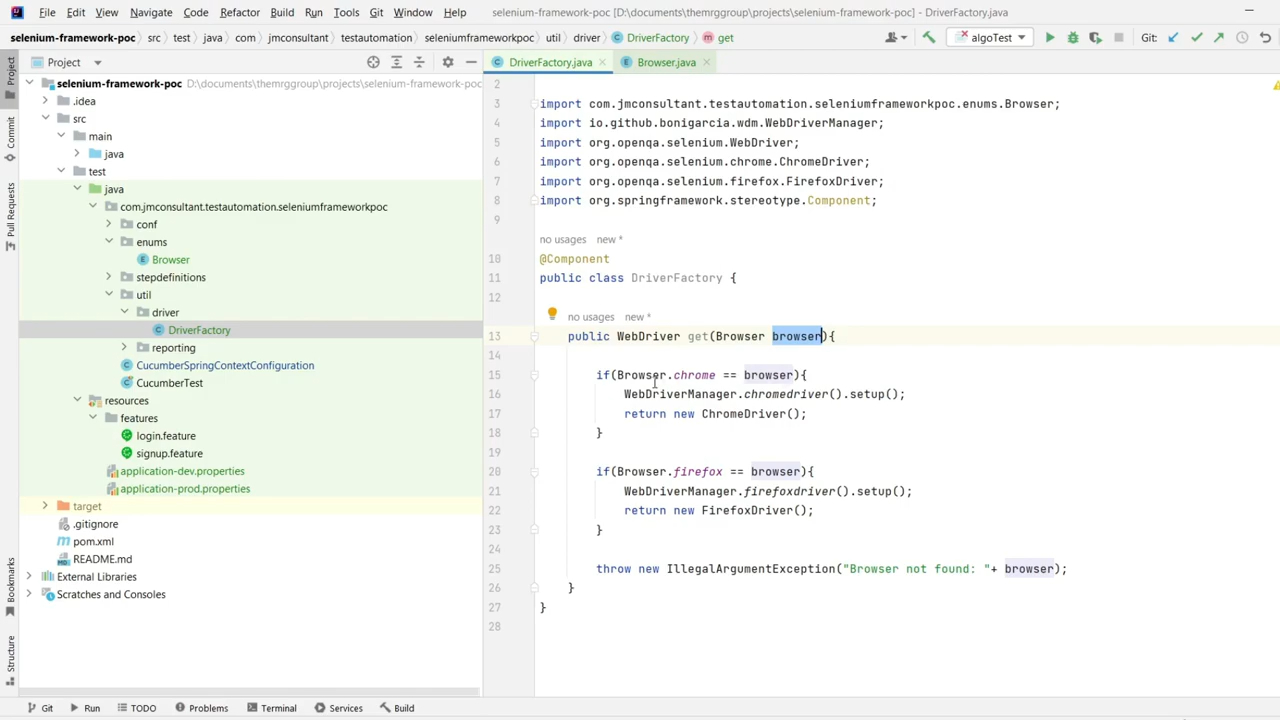 File Edit View Navigate Code Refactor Build Run Tools Git Window Help selenium-framework-poc [D:\documents\themrggroup\projects\selenium-framework-poc] - DriverFactory.java
selenium-framework-poc src test java com jmconsultant testautomation seleniumframeworkpoc util driver DriverFactory get algoTest Git:
Project
DriverFactory.java Browser.java
Project
Commit
Pull Requests
Bookmarks
Structure
selenium-framework-poc D:\documents\themrggroup\projects\selenium-framework-poc
.idea
src
main
java
test
java
com.jmconsultant.testautomation.seleniumframeworkpoc
conf
enums
Browser
stepdefinitions
util
driver
DriverFactory
reporting
CucumberSpringContextConfiguration
CucumberTest
resources
features
login.feature
signup.feature
application-dev.properties
application-prod.properties
target
.gitignore
pom.xml
README.md
External Libraries
Scratches and Consoles
2
3 import com.jmconsultant.testautomation.seleniumframeworkpoc.enums.Browser;
4 import io.github.bonigarcia.wdm.WebDriverManager;
5 import org.openqa.selenium.WebDriver;
6 import org.openqa.selenium.chrome.ChromeDriver;
7 import org.openqa.selenium.firefox.FirefoxDriver;
8 import org.springframework.stereotype.Component;
9
no usages new *
10 @Component
11 public class DriverFactory {
12
no usages new *
13 public WebDriver get(Browser browser){
14
15 if(Browser.chrome == browser){
16 WebDriverManager.chromedriver().setup();
17 return new ChromeDriver();
18 }
19
20 if(Browser.firefox == browser){
21 WebDriverManager.firefoxdriver().setup();
22 return new FirefoxDriver();
23 }
24
25 throw new IllegalArgumentException("Browser not found: "+ browser);
26 }
27 }
28
Git Run TODO Problems Terminal Services Build